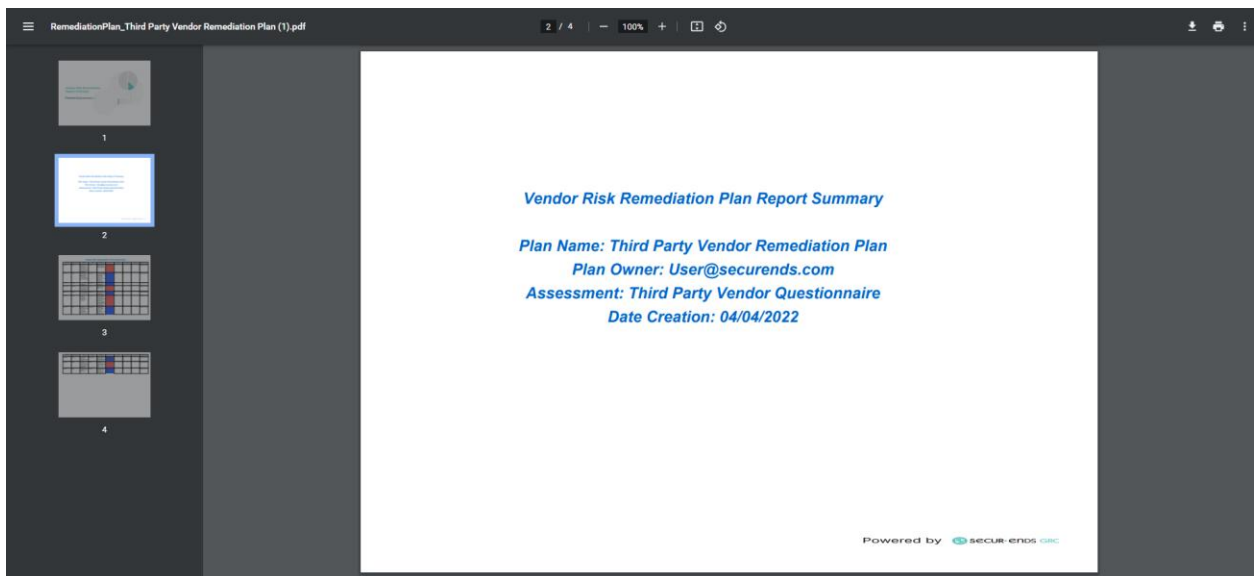 RemediationPlan_Third Party Vendor Remediation Plan (1).pdf
2 / 4
100%
1
2
3
4
Vendor Risk Remediation Plan Report Summary
Plan Name: Third Party Vendor Remediation Plan
Plan Owner: User@securends.com
Assessment: Third Party Vendor Questionnaire
Date Creation: 04/04/2022
Powered by SECUR-ENDS GRC